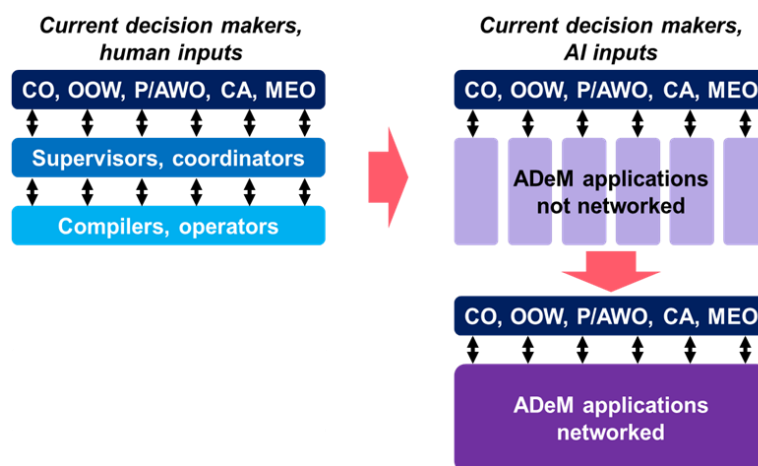 Current decision makers,
human inputs
CO, OOW, P/AWO, CA, MEO
Supervisors, coordinators
Compilers, operators
Current decision makers,
AI inputs
CO, OOW, P/AWO, CA, MEO
ADeM applications
not networked
CO, OOW, P/AWO, CA, MEO
ADeM applications
networked